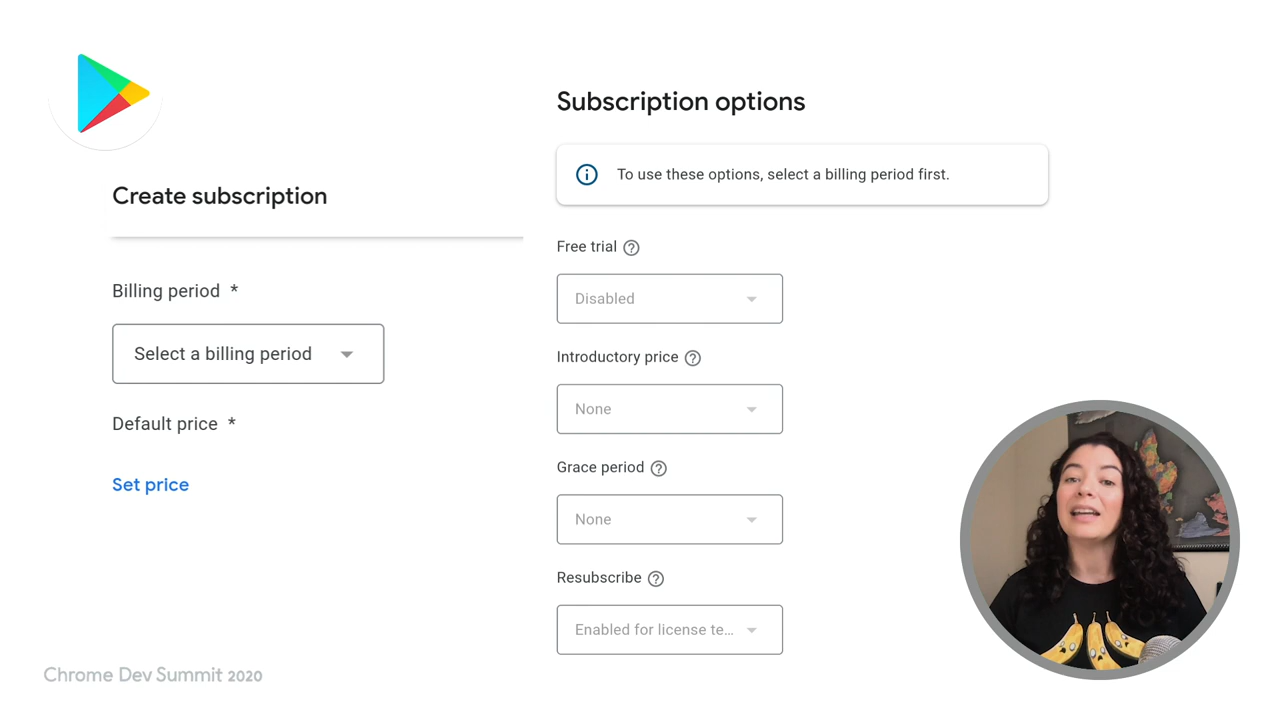 Create subscription
Billing period *
Select a billing period
Default price *
Set price
Subscription options
To use these options, select a billing period first.
Free trial
Disabled
Introductory price
None
Grace period
None
Resubscribe
Enabled for license te...
Chrome Dev Summit 2020